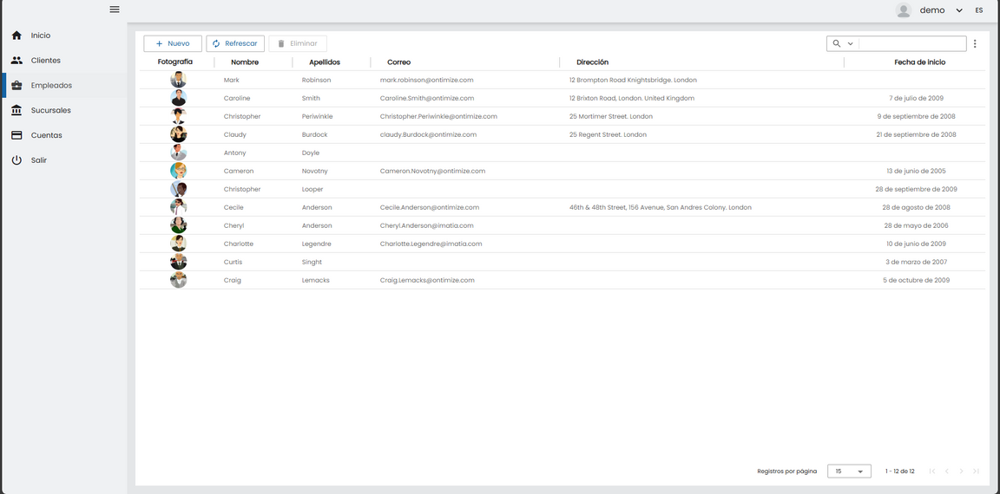 demo ES
Inicio
Clientes
Empleados
Sucursales
Cuentas
Salir
Nuevo Refrescar Eliminar
Fotografía Nombre Apellidos Correo Dirección Fecha de inicio
Mark Robinson mark.robinson@ontimize.com 12 Brompton Road Knightsbridge. London
Caroline Smith Caroline.Smith@ontimize.com 12 Brixton Road, London. United Kingdom 7 de julio de 2009
Christopher Periwinkle Christopher.Periwinkle@ontimize.com 25 Mortimer Street. London 9 de septiembre de 2008
Claudy Burdock claudy.Burdock@ontimize.com 25 Regent Street. London 21 de septiembre de 2008
Antony Doyle
Cameron Novotny Cameron.Novotny@ontimize.com 13 de junio de 2005
Christopher Looper 28 de septiembre de 2009
Cecile Anderson Cecile.Anderson@ontimize.com 46th & 48th Street, 156 Avenue, San Andres Colony. London 28 de agosto de 2008
Cheryl Anderson Cheryl.Anderson@imatia.com 28 de mayo de 2006
Charlotte Legendre Charlotte.Legendre@imatia.com 10 de junio de 2009
Curtis Singht 3 de marzo de 2007
Craig Lemacks Craig.Lemacks@ontimize.com 5 de octubre de 2009
Registros por página 15 1 - 12 de 12